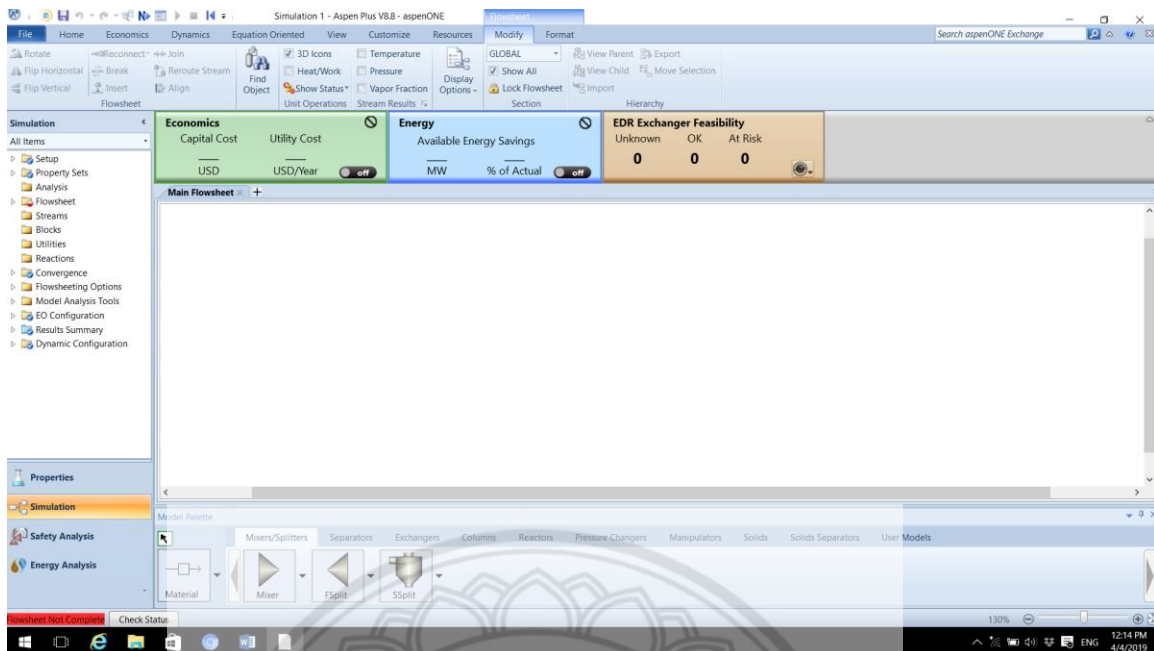 Simulation 1 - Aspen Plus V8.8 - aspenONE
Flowsheet
File Home Economics Dynamics Equation Oriented View Customize Resources Modify Format Search aspenONE Exchange
Rotate Reconnect Join 3D Icons Temperature GLOBAL View Parent Export
Flip Horizontal Break Reroute Stream Heat/Work Pressure Show All View Child Move Selection
Flip Vertical Insert Align Find Object Show Status Vapor Fraction Display Options Lock Flowsheet Import
Flowsheet Unit Operations Stream Results Section Hierarchy
Simulation
All Items
Setup
Property Sets
Analysis
Flowsheet
Streams
Blocks
Utilities
Reactions
Convergence
Flowsheeting Options
Model Analysis Tools
EO Configuration
Results Summary
Dynamic Configuration
Properties
Simulation
Safety Analysis
Energy Analysis
Economics
Capital Cost Utility Cost
USD USD/Year off
Energy
Available Energy Savings
MW % of Actual off
EDR Exchanger Feasibility
Unknown OK At Risk
0 0 0
Main Flowsheet +
Model Palette
Mixers/Splitters Separators Exchangers Columns Reactors Pressure Changers Manipulators Solids Solids Separators User Models
Material Mixer FSplit SSplit
Flowsheet Not Complete Check Status 130%
ENG 12:14 PM
4/4/2019